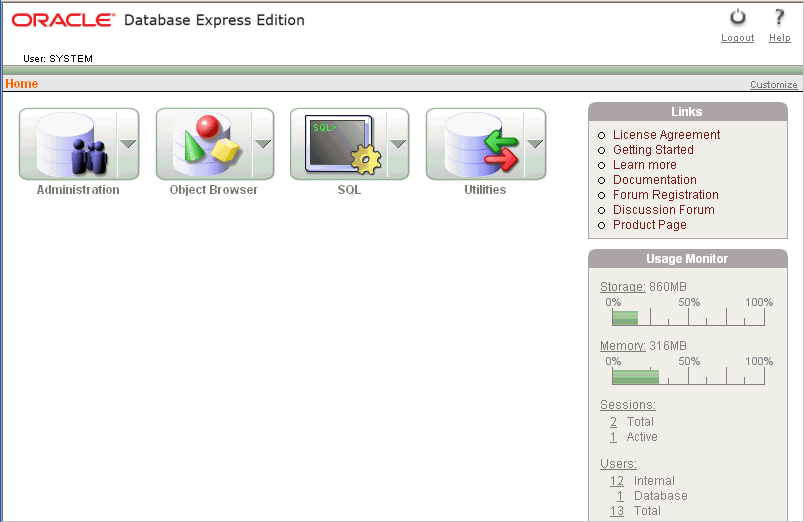 ORACLE® Database Express Edition
Logout Help
User: SYSTEM
Home
Customize
SQL>
Administration Object Browser SQL Utilities
Links
License Agreement
Getting Started
Learn more
Documentation
Forum Registration
Discussion Forum
Product Page
Usage Monitor
Storage: 860MB
0% 50% 100%
Memory: 316MB
0% 50% 100%
Sessions:
2 Total
1 Active
Users:
12 Internal
1 Database
13 Total